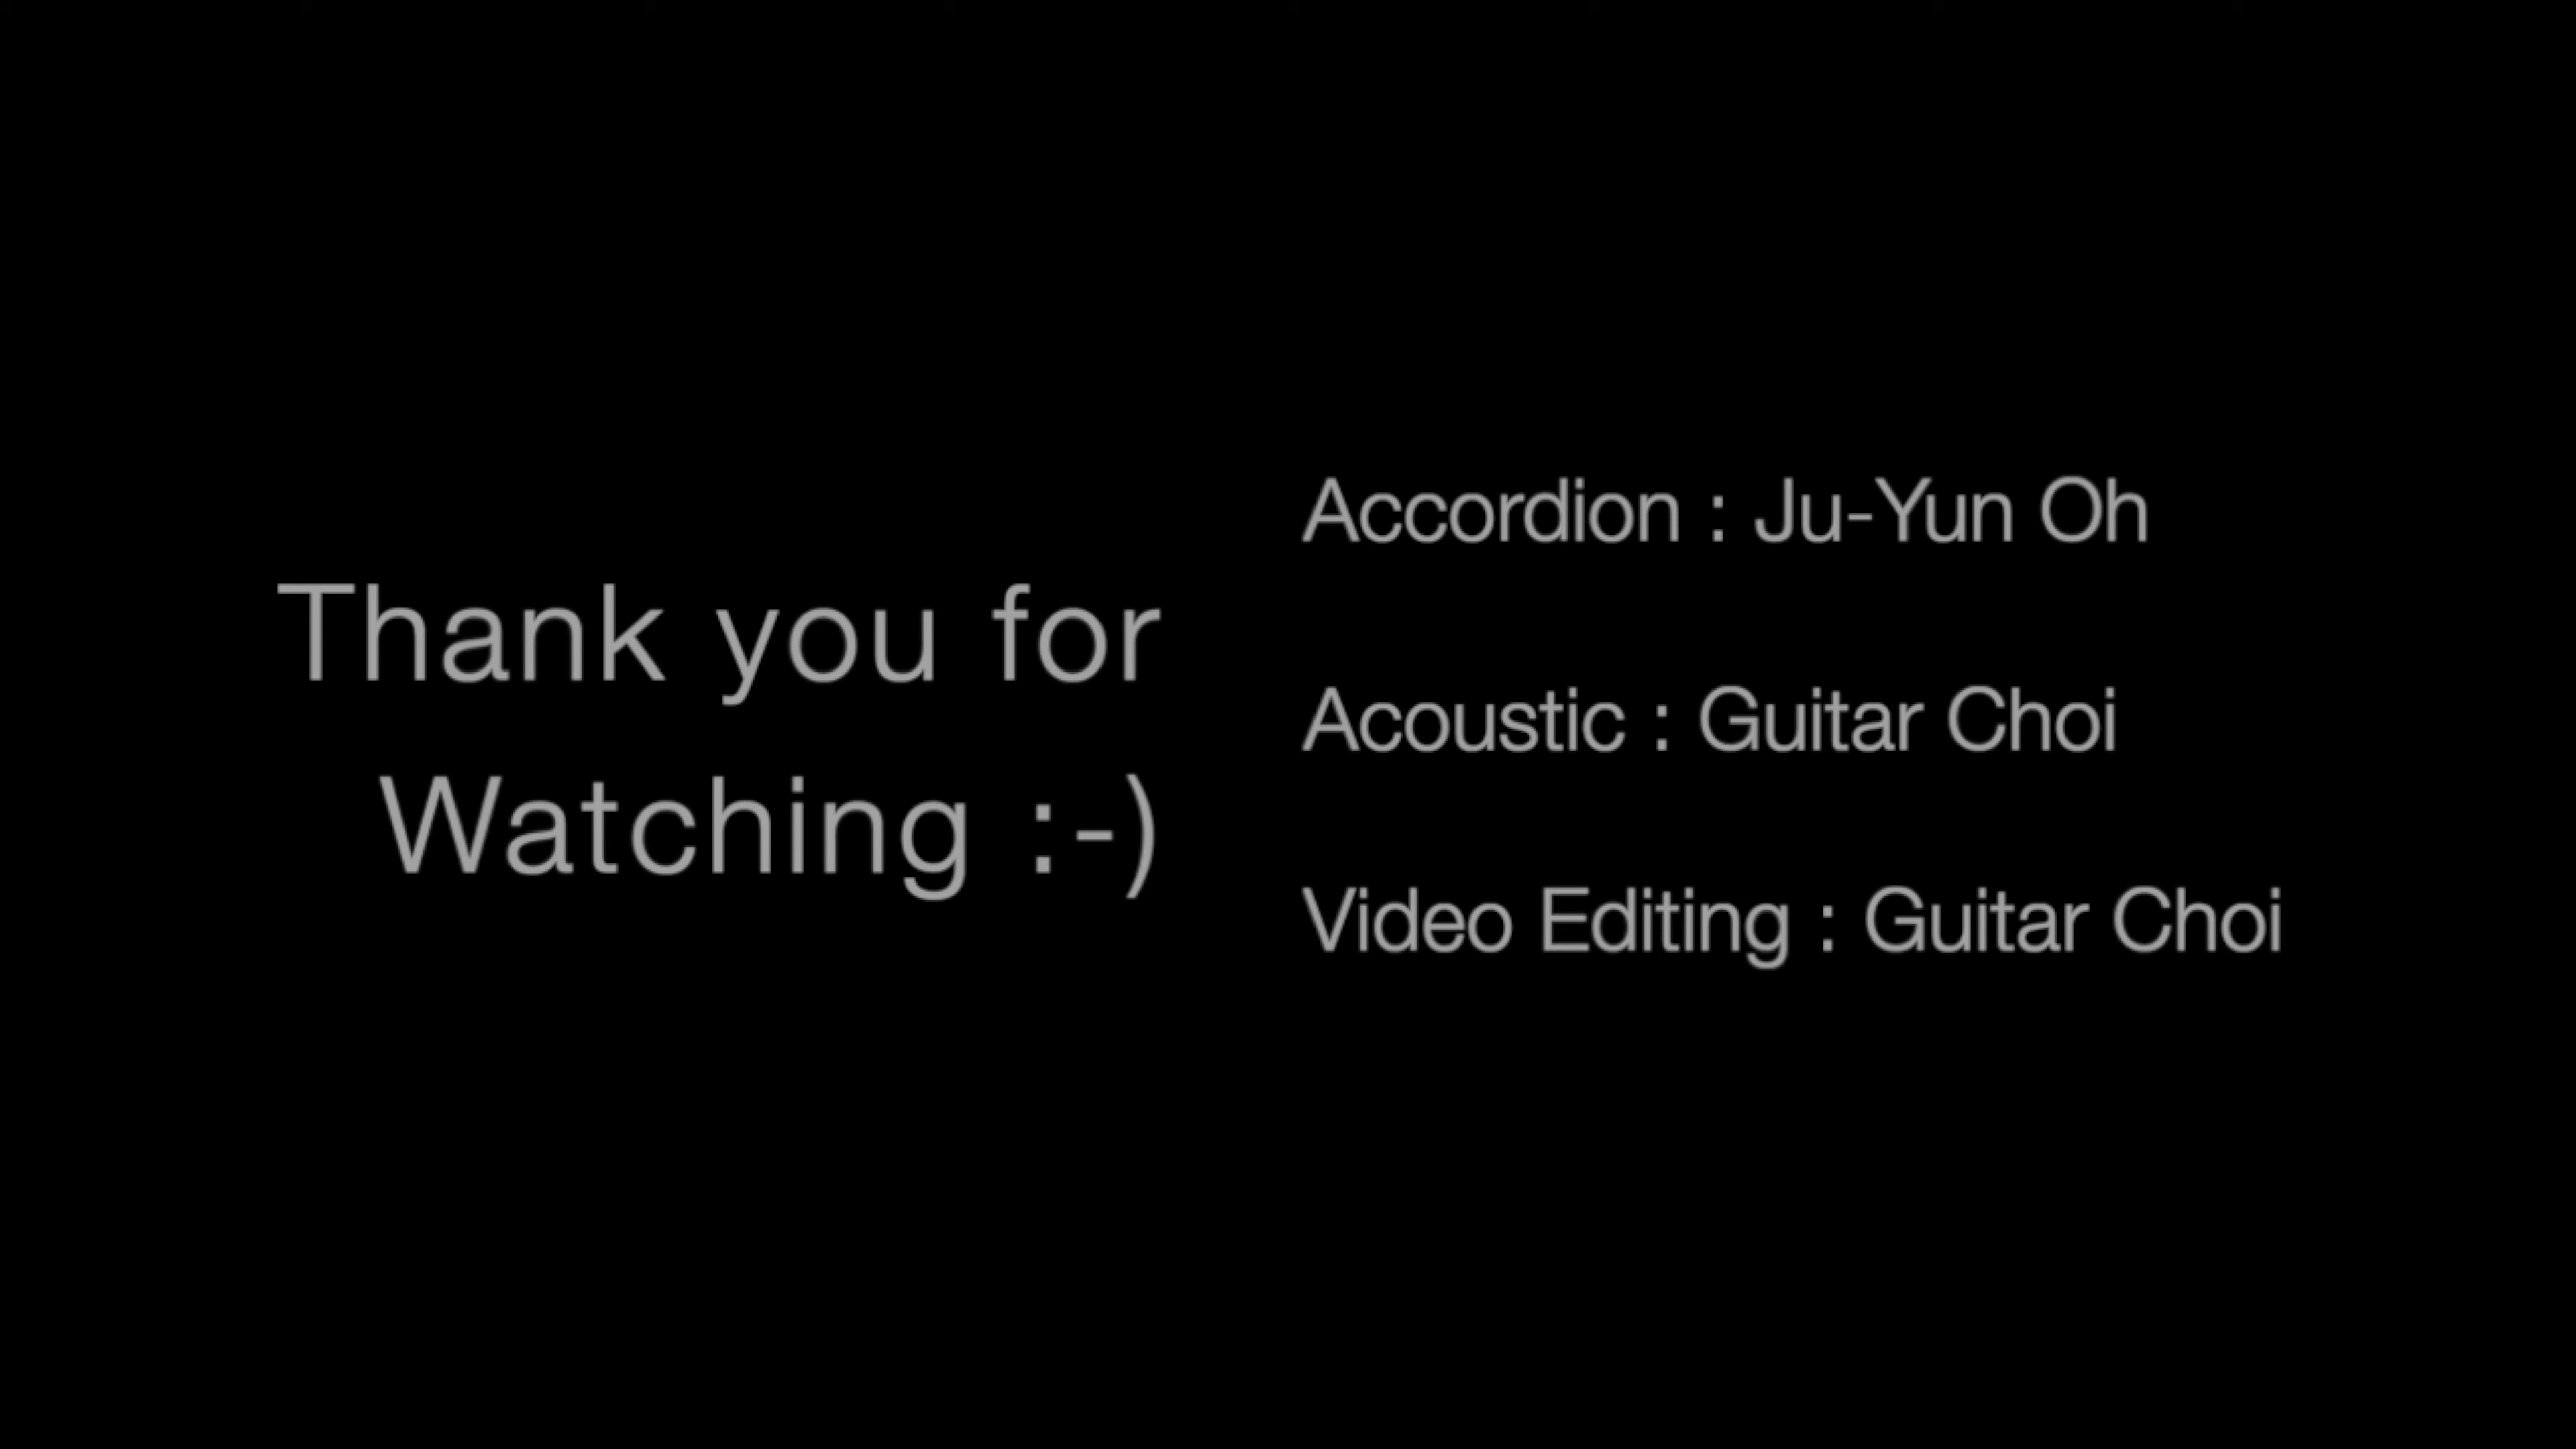 Thank you for
Watching :-)
Accordion : Ju-Yun Oh
Acoustic : Guitar Choi
Video Editing : Guitar Choi